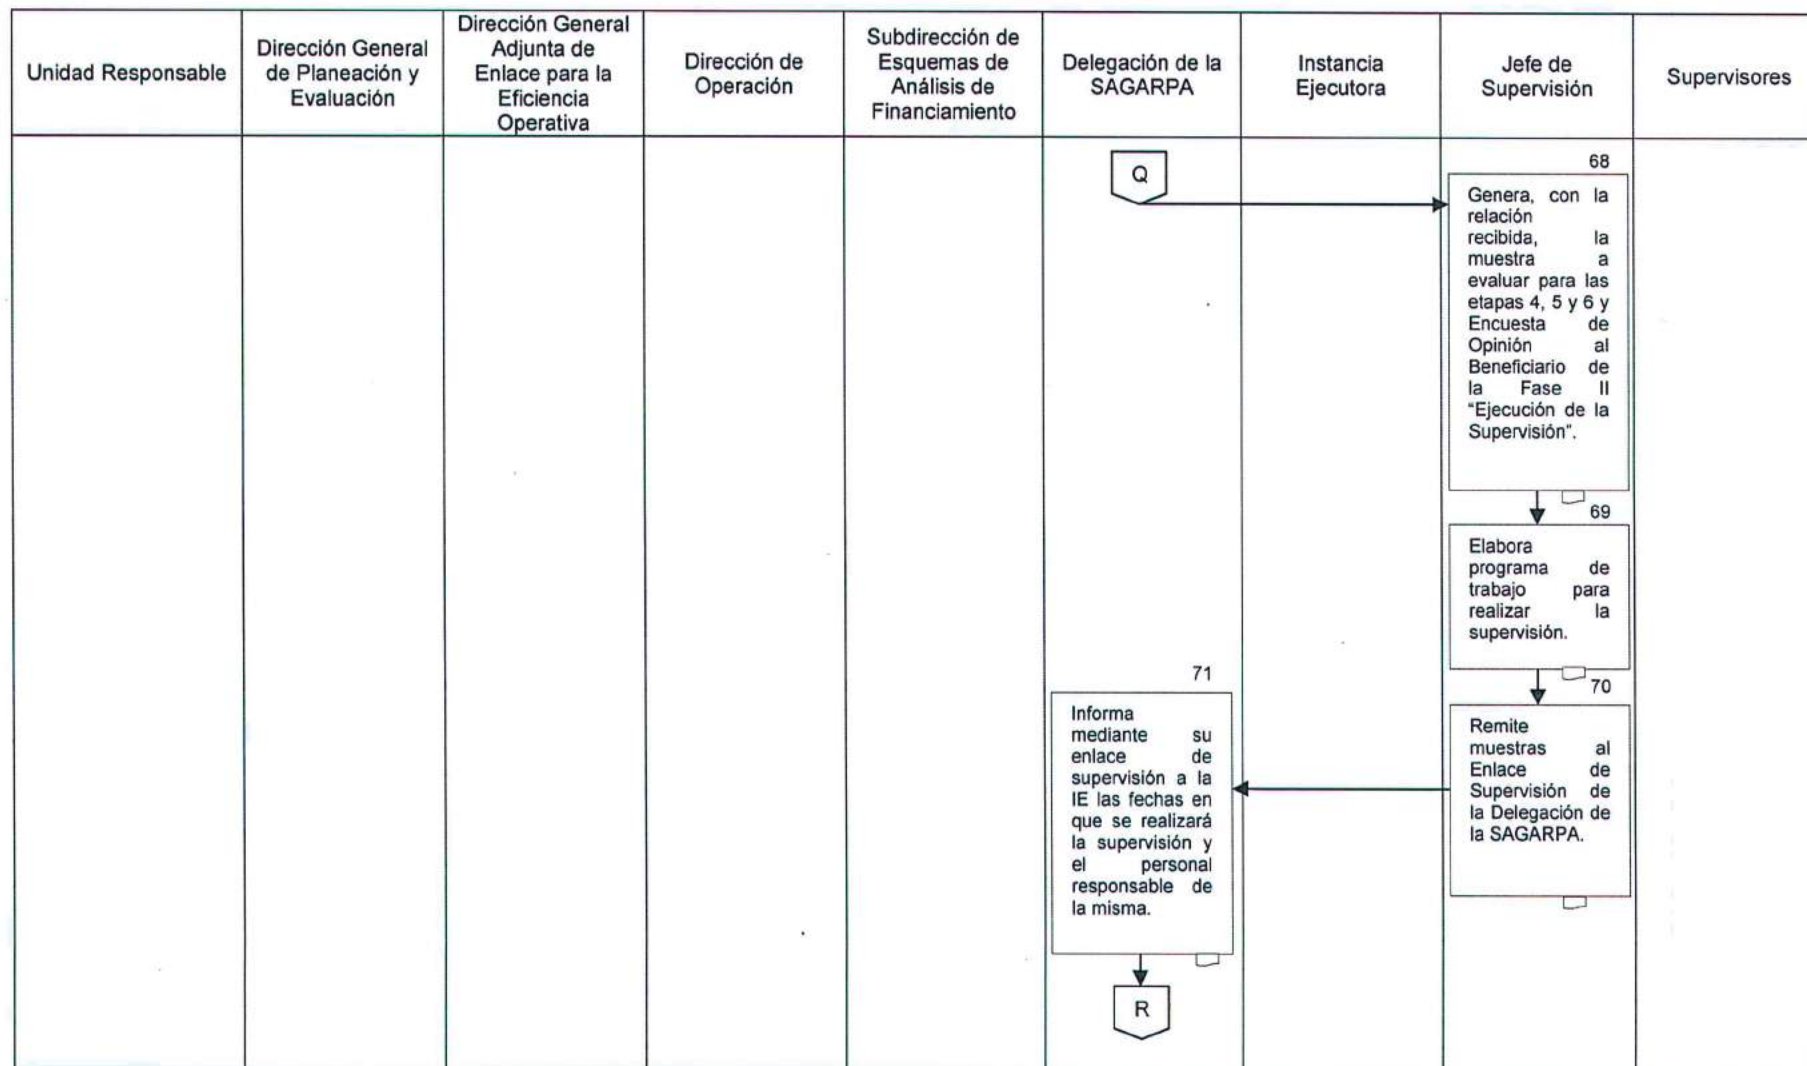 Unidad Responsable
Dirección General
de Planeación y
Evaluación
Dirección General
Adjunta de
Enlace para la
Eficiencia
Operativa
Dirección de
Operación
Subdirección de
Esquemas de
Análisis de
Financiamiento
Delegación de la
SAGARPA
Instancia
Ejecutora
Jefe de
Supervisión
Supervisores
Q
68
Genera, con la
relación
recibida, la
muestra a
evaluar para las
etapas 4, 5 y 6 y
Encuesta de
Opinión al
Beneficiario de
la Fase II
"Ejecución de la
Supervisión".
69
Elabora
programa de
trabajo para
realizar la
supervisión.
70
Remite
muestras al
Enlace de
Supervisión de
la Delegación de
la SAGARPA.
71
Informa
mediante su
enlace de
supervisión a la
IE las fechas en
que se realizará
la supervisión y
el personal
responsable de
la misma.
R